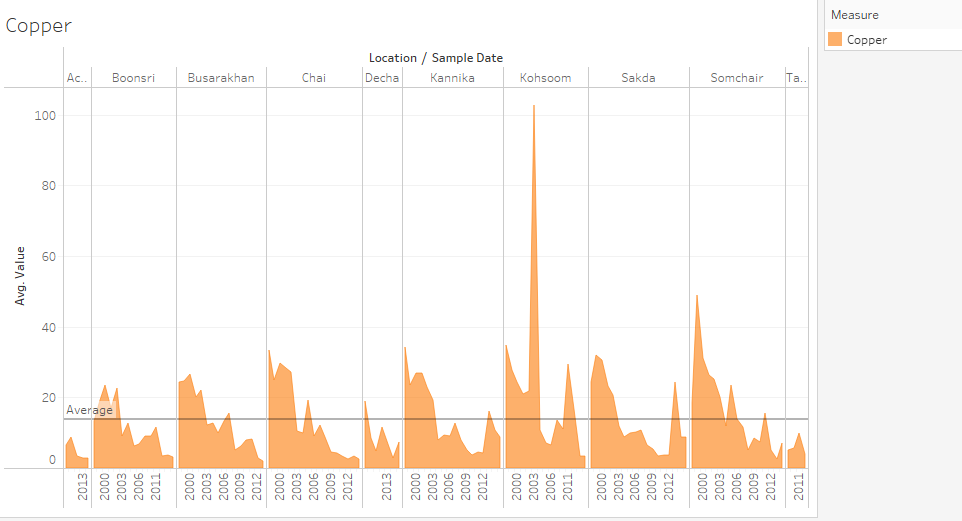 Copper
Measure
Copper
Location / Sample Date
Ac.. Boonsri Busarakhan Chai Decha Kannika Kohsoom Sakda Somchair Ta..
Avg. Value
100
80
60
40
20
0
Average
2013 2000 2003 2006 2011 2000 2003 2006 2009 2012 2000 2003 2006 2009 2012 2013 2000 2003 2006 2009 2012 2000 2003 2006 2011 2000 2003 2006 2009 2012 2000 2003 2006 2009 2012 2011